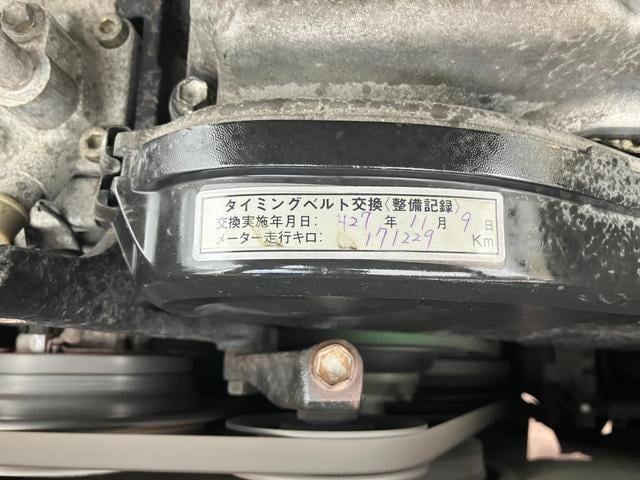 タイミングベルト交換〈整備記録〉
交換実施年月日: H27 年 11 月 9 日
メーター走行キロ: 171229 Km